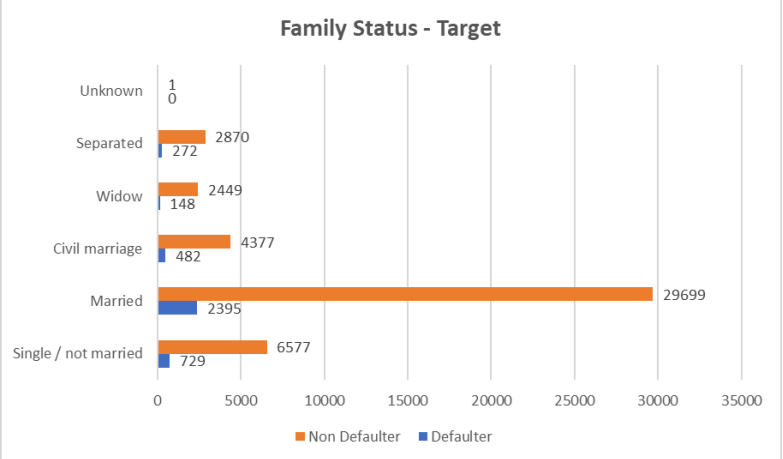 Family Status - Target
Unknown
1
0
Separated
2870
272
Widow
2449
148
Civil marriage
4377
482
Married
29699
2395
Single / not married
6577
729
0 5000 10000 15000 20000 25000 30000 35000
Non Defaulter Defaulter